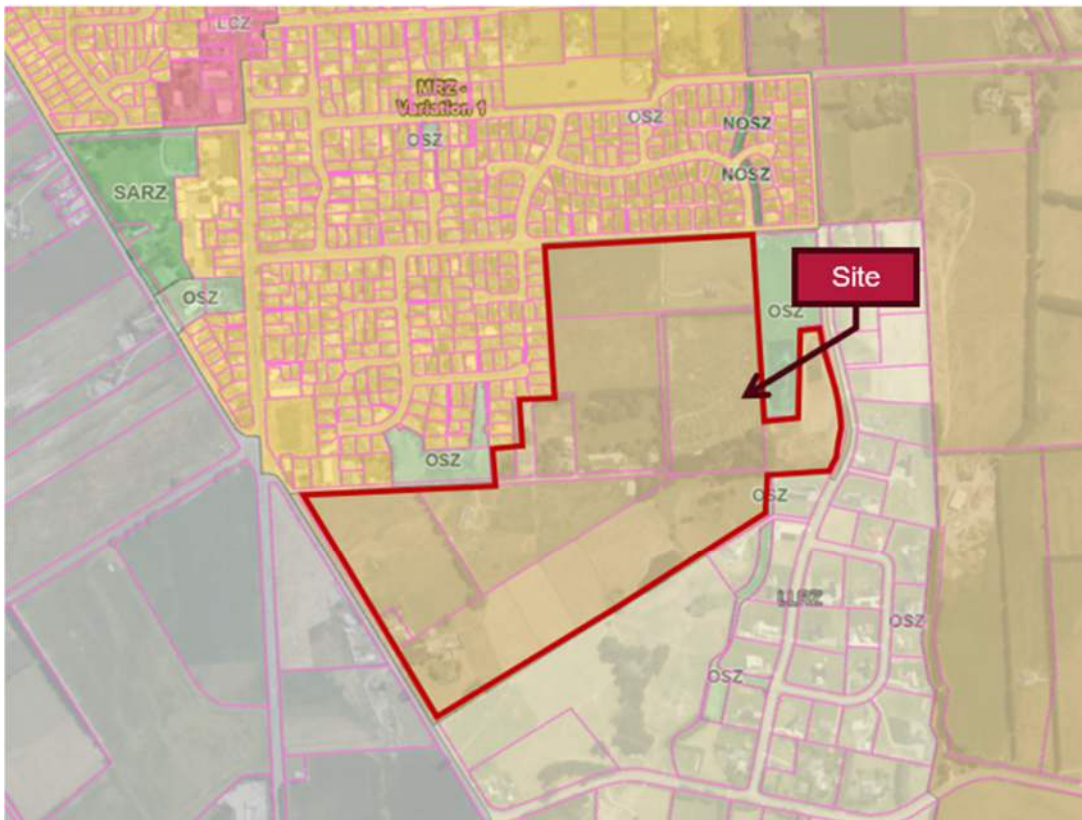 LCZ
MRZ -
Variation 1
OSZ
OSZ
NOSZ
NOSZ
SARZ
OSZ
Site
OSZ
OSZ
OSZ
LLRZ
OSZ
OSZ